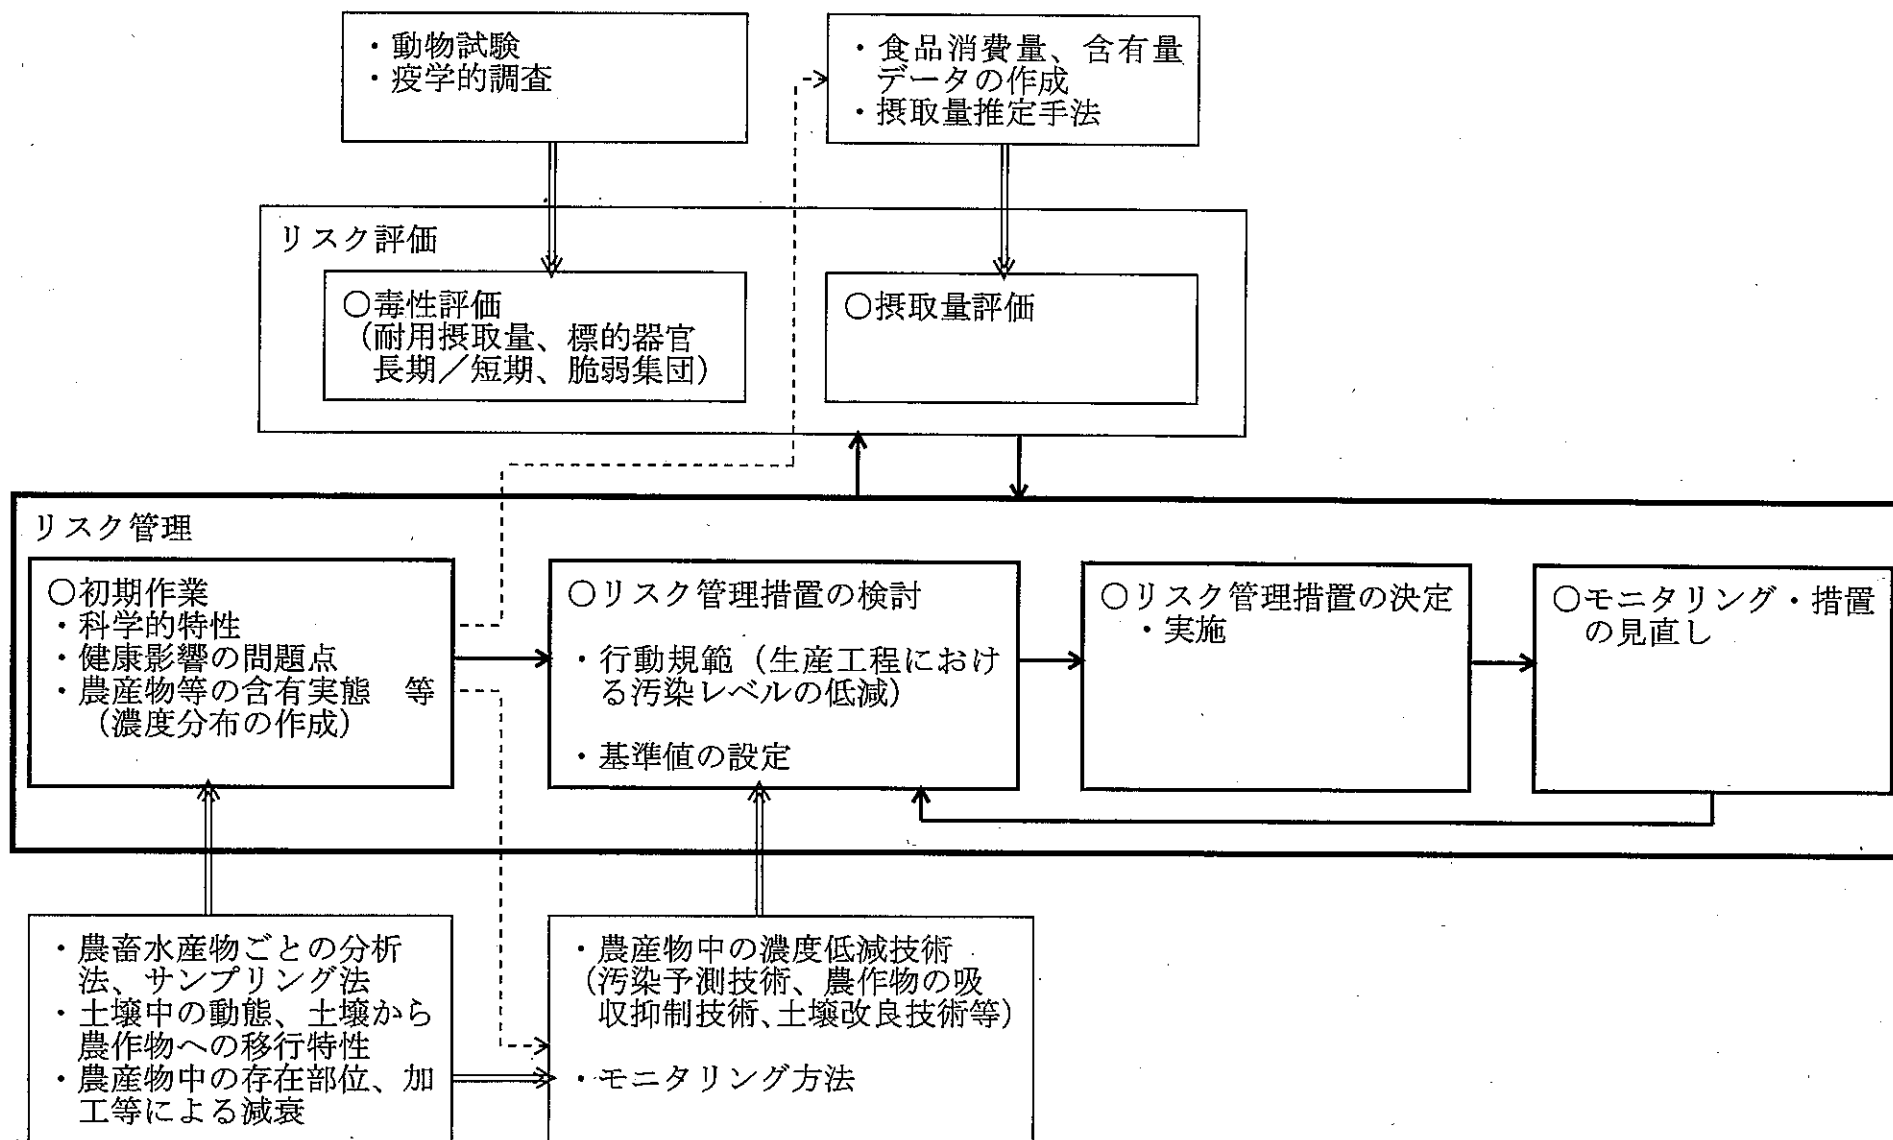 ・動物試験
・疫学的調査
・食品消費量、含有量
データの作成
・摂取量推定手法
リスク評価
○毒性評価
(耐用摂取量、標的器官
長期／短期、脆弱集団)
○摂取量評価
リスク管理
○初期作業
・科学的特性
・健康影響の問題点
・農産物等の含有実態　等
(濃度分布の作成)
○リスク管理措置の検討
・行動規範（生産工程におけ
る汚染レベルの低減）
・基準値の設定
○リスク管理措置の決定
・実施
○モニタリング・措置
の見直し
・農畜水産物ごとの分析
法、サンプリング法
・土壌中の動態、土壌から
農作物への移行特性
・農産物中の存在部位、加
工等による減衰
・農産物中の濃度低減技術
(汚染予測技術、農作物の吸
収抑制技術、土壌改良技術等)
・モニタリング方法